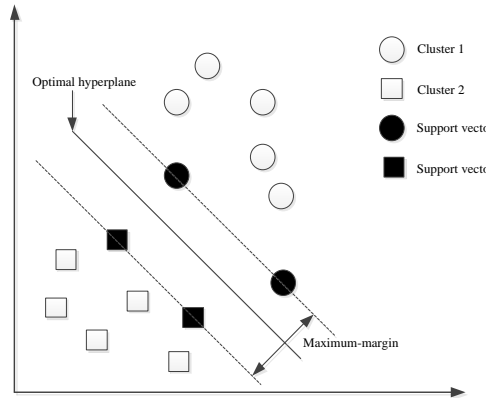 Optimal hyperplane
Cluster 1
Cluster 2
Support vecto
Support vecto
Maximum-margin